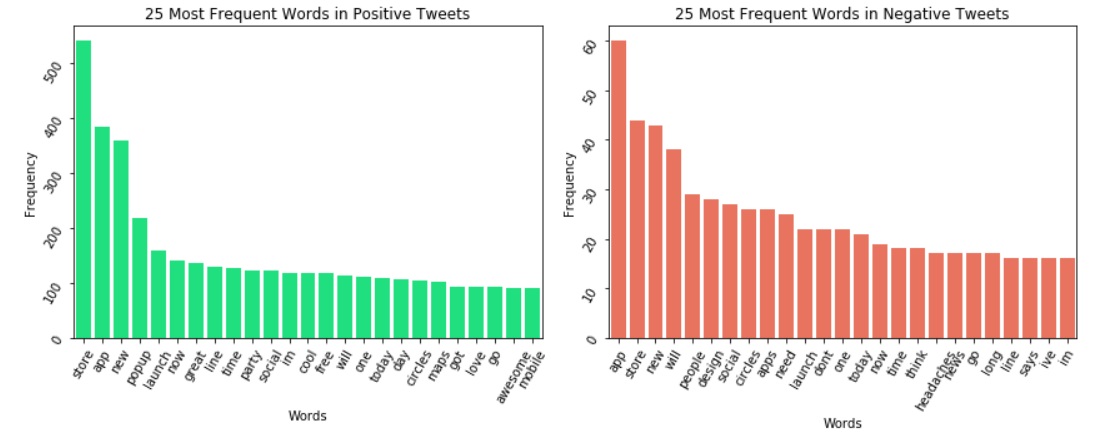 25 Most Frequent Words in Positive Tweets
Frequency
500
400
300
200
100
0
store
app
new
popup
launch
now
great
line
time
party
social
im
cool
free
will
one
today
day
circles
maps
got
love
go
awesome
mobile
Words
25 Most Frequent Words in Negative Tweets
Frequency
60
50
40
30
20
10
0
app
store
new
will
people
design
social
circles
apps
need
launch
dont
one
today
now
time
think
headaches
news
go
long
line
says
ive
im
Words